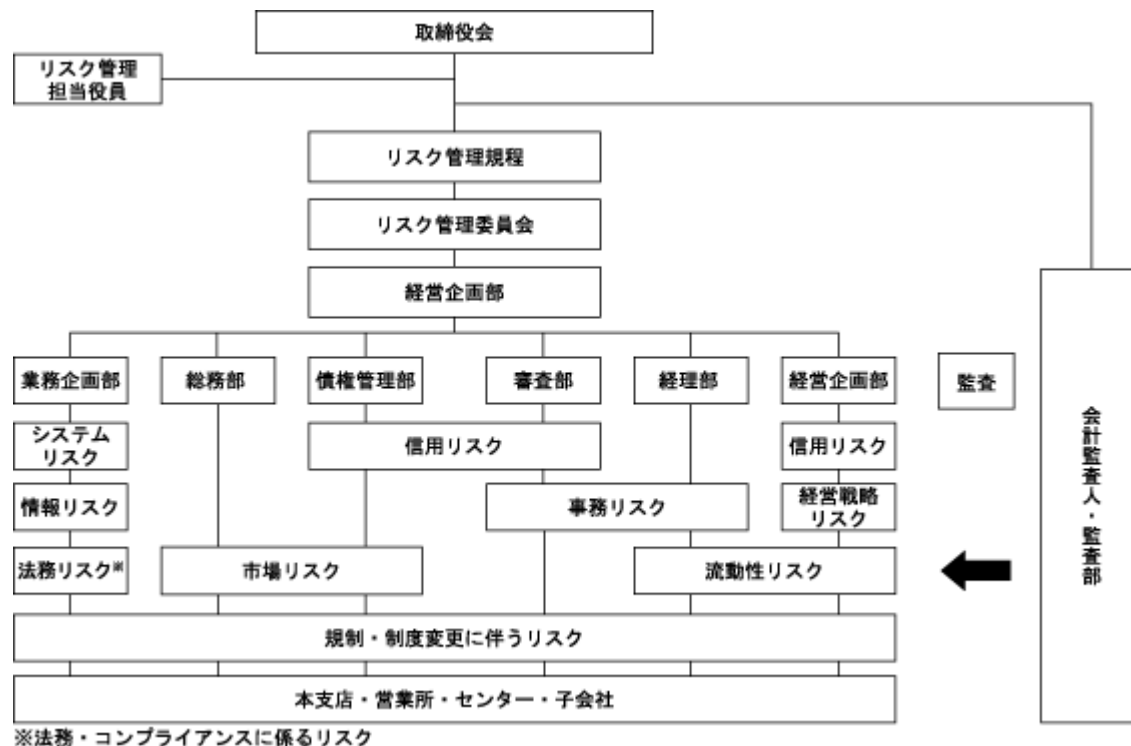 取締役会
リスク管理
担当役員
リスク管理規程
リスク管理委員会
経営企画部
業務企画部
総務部
債権管理部
審査部
経理部
経営企画部
監査
システム
リスク
信用リスク
信用リスク
情報リスク
事務リスク
経営戦略
リスク
法務リスク※
市場リスク
流動性リスク
会計監査人・監査部
規制・制度変更に伴うリスク
本支店・営業所・センター・子会社
※法務・コンプライアンスに係るリスク